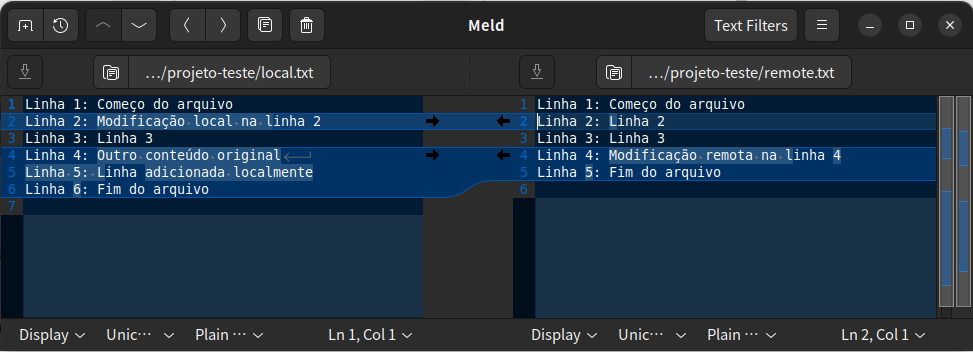 Meld
Text Filters
.../projeto-teste/local.txt
.../projeto-teste/remote.txt
1 Linha 1: Começo do arquivo
2 Linha 2: Modificação local na linha 2
3 Linha 3: Linha 3
4 Linha 4: Outro conteúdo original
5 Linha 5: Linha adicionada localmente
6 Linha 6: Fim do arquivo
7
1 Linha 1: Começo do arquivo
2 Linha 2: Linha 2
3 Linha 3: Linha 3
4 Linha 4: Modificação remota na linha 4
5 Linha 5: Fim do arquivo
6
Display Unic... Plain ... Ln 1, Col 1
Display Unic... Plain ... Ln 2, Col 1